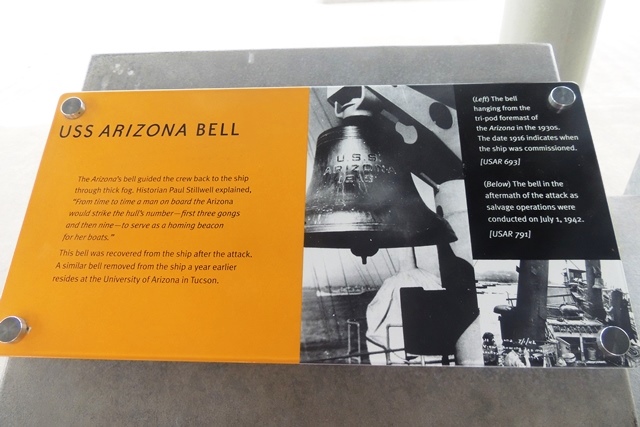 USS ARIZONA BELL
The Arizona's bell guided the crew back to the ship
through thick fog. Historian Paul Stillwell explained,
"From time to time a man on board the Arizona
would strike the hull's number—first three gongs
and then nine—to serve as a homing beacon
for her boats."
This bell was recovered from the ship after the attack.
A similar bell removed from the ship a year earlier
resides at the University of Arizona in Tucson.
U.S.S.
ARIZONA
1916
(Left) The bell
hanging from the
tri-pod foremast of
the Arizona in the 1930s.
The date 1916 indicates when
the ship was commissioned.
[USAR 693]
(Below) The bell in the
aftermath of the attack as
salvage operations were
conducted on July 1, 1942.
[USAR 791]